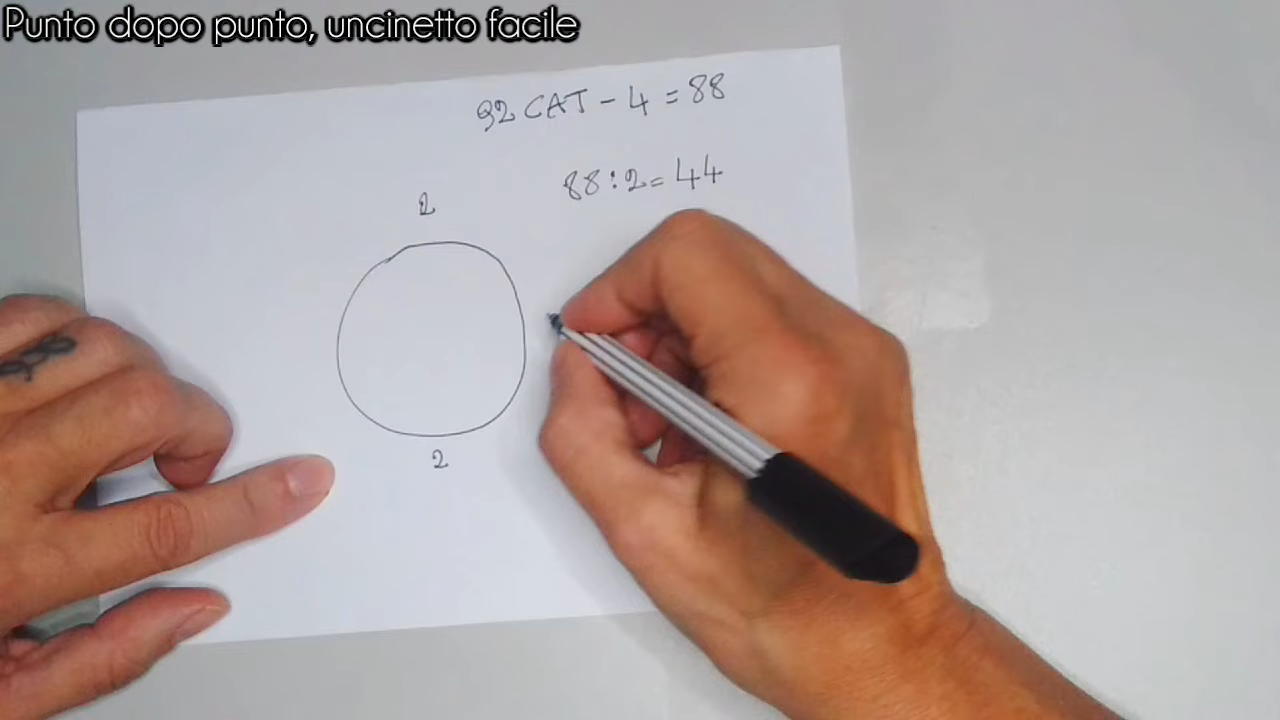 Punto dopo punto, uncinetto facile
92 CAT - 4 = 88
88 : 2 = 44
2
2